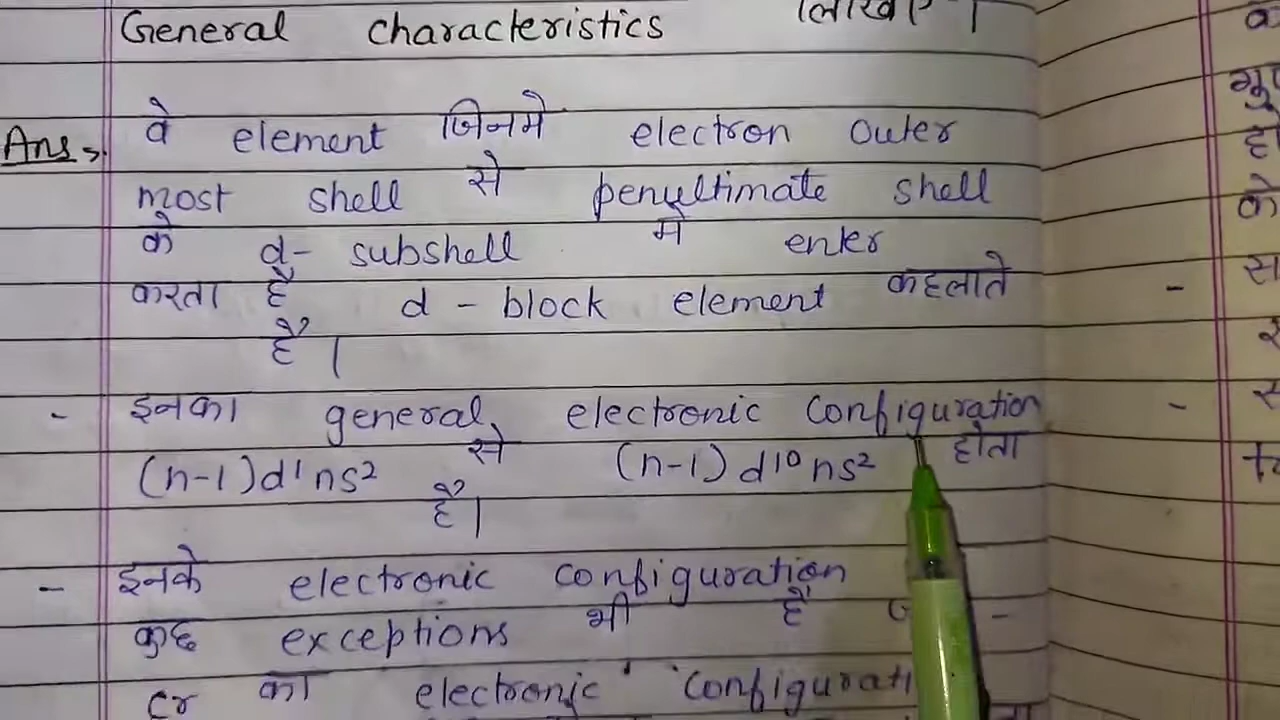 General characteristics लिखिए।
Ans → वे element जिनमे electron outer
most shell से penultimate shell
के d- subshell में enter
करता है d - block element कहलाते
है।
- इनका general electronic configuration
(n-1)d¹ns² से (n-1)d¹⁰ns² होता
है।
- इनके electronic configuration
कुछ exceptions भी है
Cr का electronic configurati